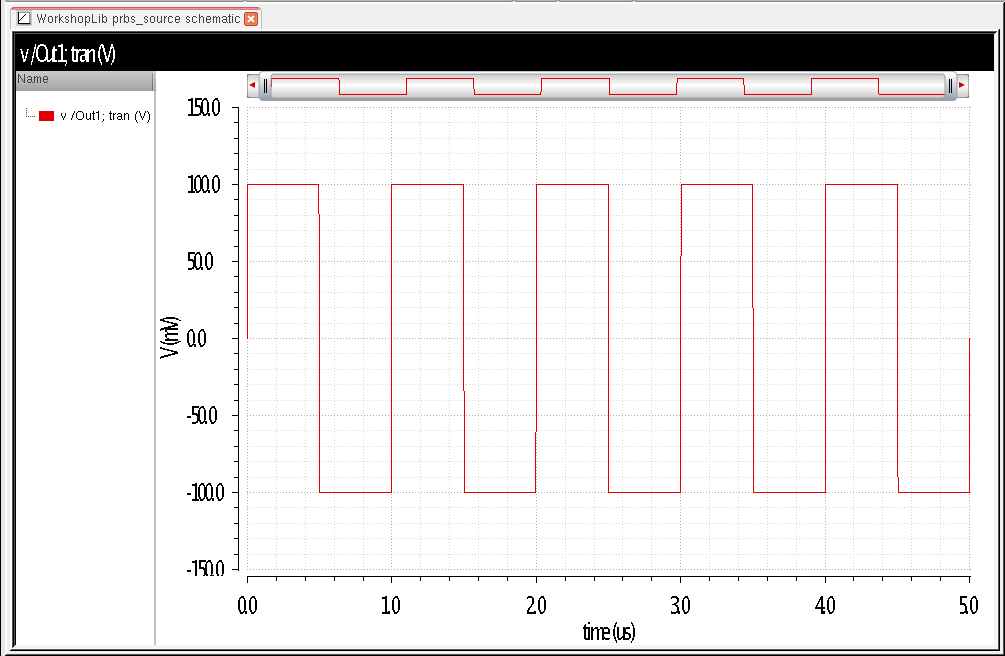 WorkshopLib prbs_source schematic
v /Out1; tran (V)
Name
v /Out1; tran (V)
150.0
100.0
50.0
0.0
-50.0
-100.0
-150.0
V (mV)
0.0 1.0 2.0 3.0 4.0 5.0
time (us)